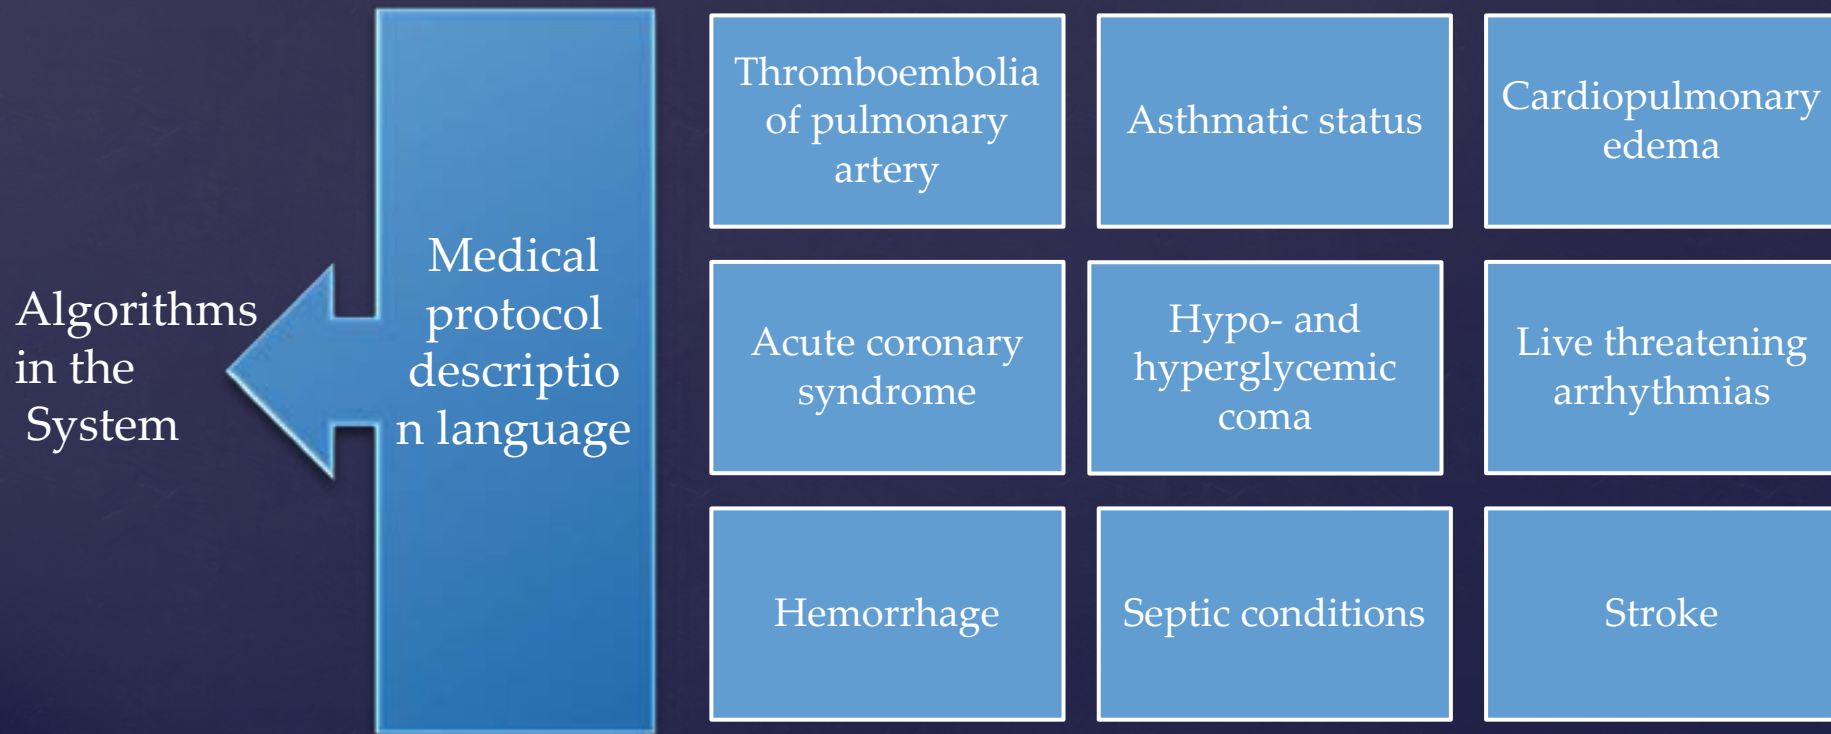 Algorithms
in the
System
Medical
protocol
descriptio
n language
Thromboembolia
of pulmonary
artery
Asthmatic status
Cardiopulmonary
edema
Acute coronary
syndrome
Hypo- and
hyperglycemic
coma
Live threatening
arrhythmias
Hemorrhage
Septic conditions
Stroke